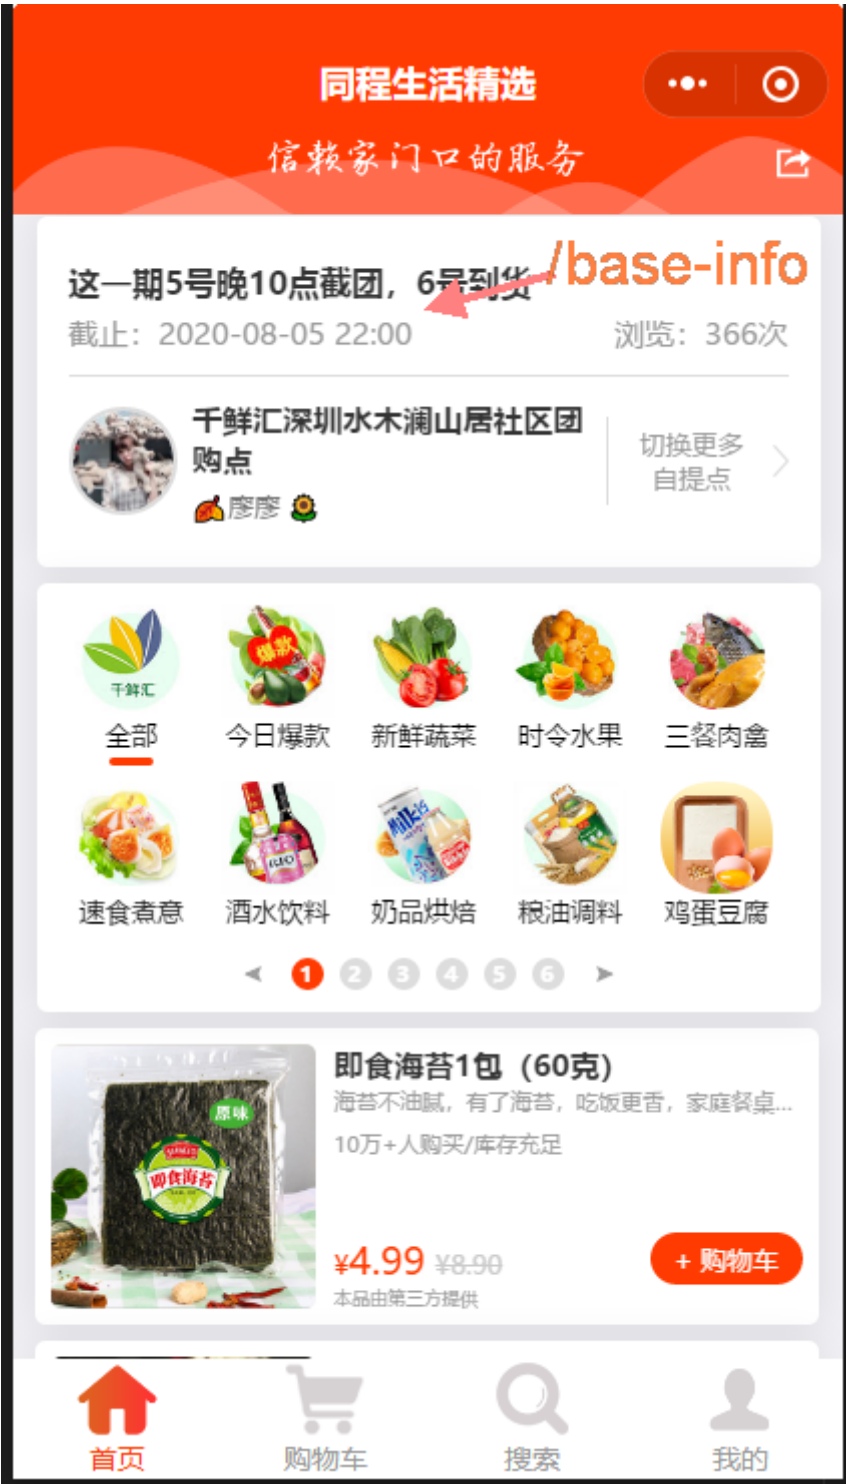 同程生活精选
信赖家门口的服务
/base-info
这一期5号晚10点截团，6号到货
截止：2020-08-05 22:00
浏览：366次
千鲜汇深圳水木澜山居社区团
购点
廖廖
切换更多
自提点
千鲜汇
爆款
全部
今日爆款
新鲜蔬菜
时令水果
三餐肉禽
Milk
速食煮意
酒水饮料
奶品烘焙
粮油调料
鸡蛋豆腐
1 2 3 4 5 6
原味
即食海苔
即食海苔1包（60克）
海苔不油腻，有了海苔，吃饭更香，家庭餐桌...
10万+人购买/库存充足
¥4.99 ¥8.90
+ 购物车
本品由第三方提供
首页
购物车
搜索
我的